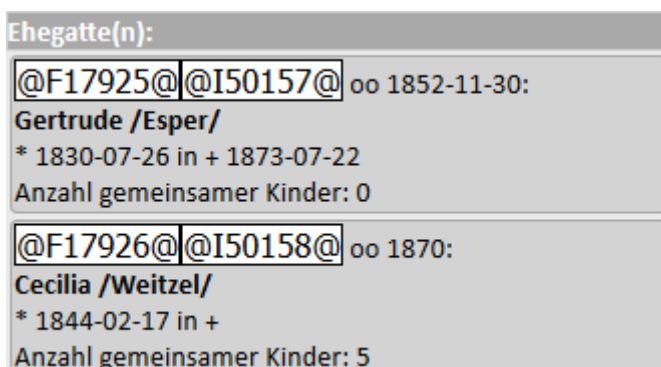 Ehegatte(n):
@F17925@ @I50157@ oo 1852-11-30:
Gertrude /Esper/
* 1830-07-26 in + 1873-07-22
Anzahl gemeinsamer Kinder: 0
@F17926@ @I50158@ oo 1870:
Cecilia /Weitzel/
* 1844-02-17 in +
Anzahl gemeinsamer Kinder: 5